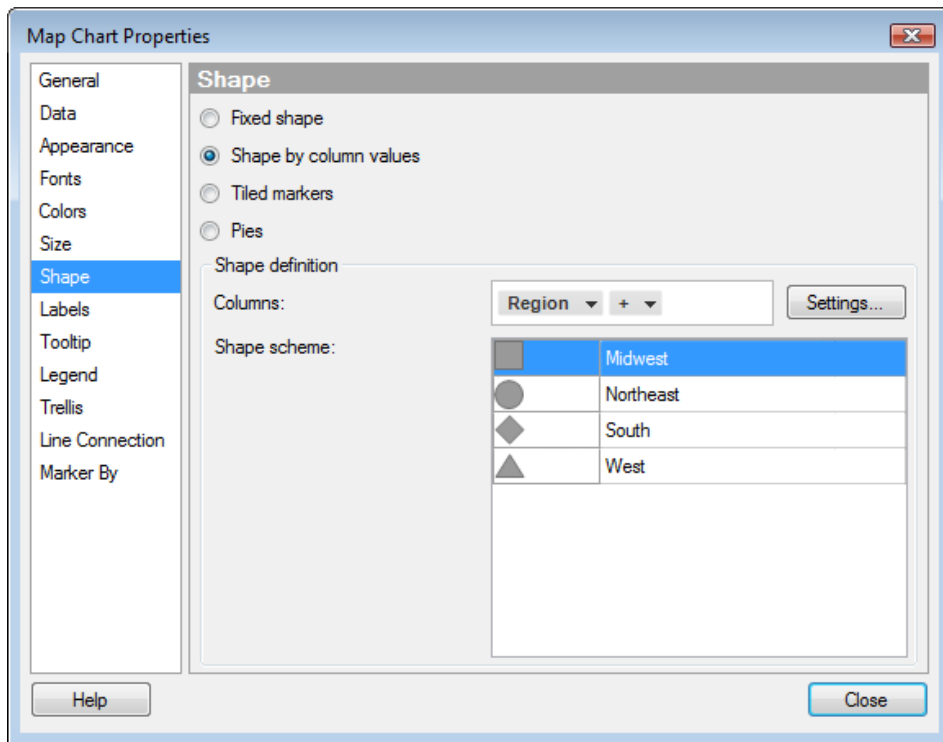 Map Chart Properties
General
Data
Appearance
Fonts
Colors
Size
Shape
Labels
Tooltip
Legend
Trellis
Line Connection
Marker By
Shape
Fixed shape
Shape by column values
Tiled markers
Pies
Shape definition
Columns: Region + Settings...
Shape scheme:
Midwest
Northeast
South
West
Help Close